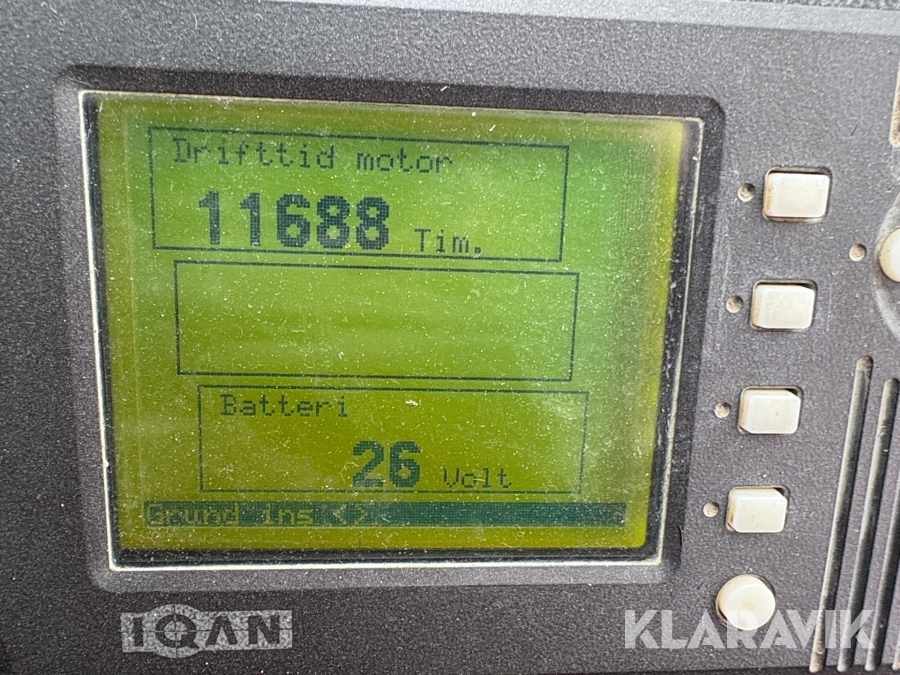 Drifttid motor
11688 Tim.
Batteri
26 Volt
Grund ins < >
IQAN
KLARAVIK